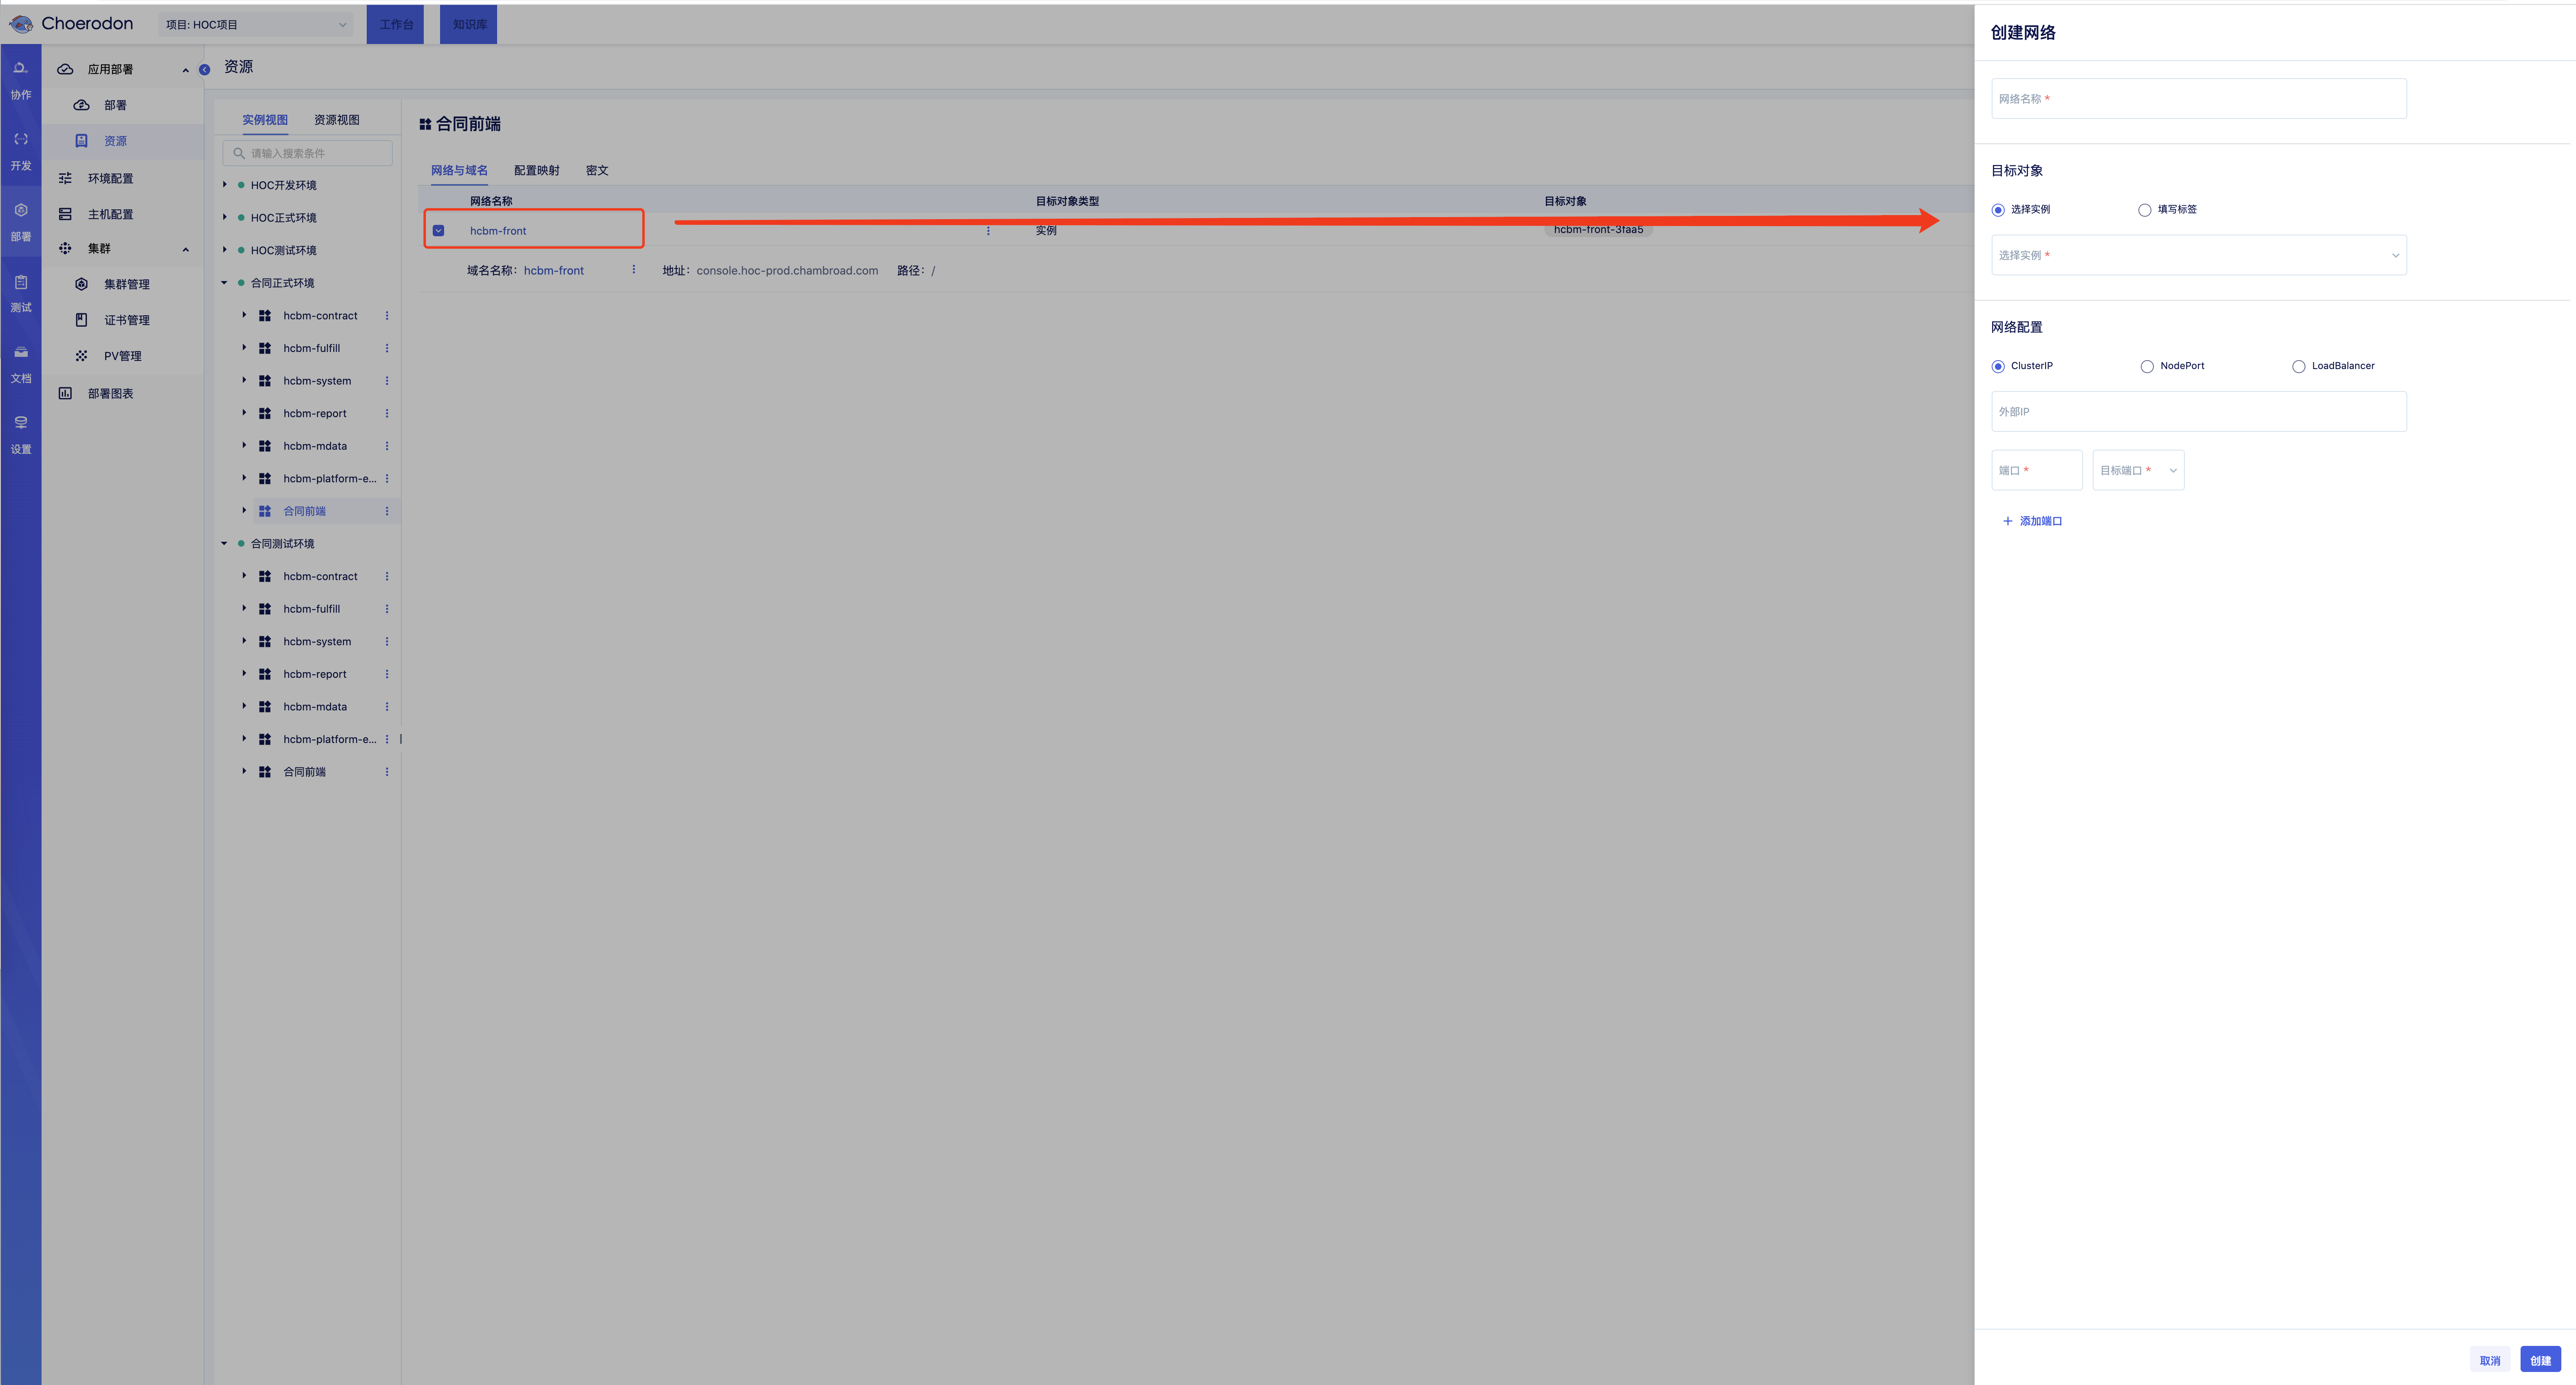 Choerodon
项目: HOC项目
工作台
知识库
协作
开发
部署
测试
文档
设置
应用部署
部署
资源
环境配置
主机配置
集群
集群管理
证书管理
PV管理
部署图表
资源
实例视图 资源视图
请输入搜索条件
HOC开发环境
HOC正式环境
HOC测试环境
合同正式环境
hcbm-contract
hcbm-fulfill
hcbm-system
hcbm-report
hcbm-mdata
hcbm-platform-e...
合同前端
合同测试环境
hcbm-contract
hcbm-fulfill
hcbm-system
hcbm-report
hcbm-mdata
hcbm-platform-e...
合同前端
合同前端
网络与域名 配置映射 密文
网络名称 目标对象类型 目标对象
hcbm-front 实例 hcbm-front-3faa5
域名名称: hcbm-front 地址: console.hoc-prod.chambroad.com 路径: /
创建网络
网络名称 *
目标对象
选择实例 填写标签
选择实例 *
网络配置
ClusterIP NodePort LoadBalancer
外部IP
端口 * 目标端口 *
+ 添加端口
取消 创建